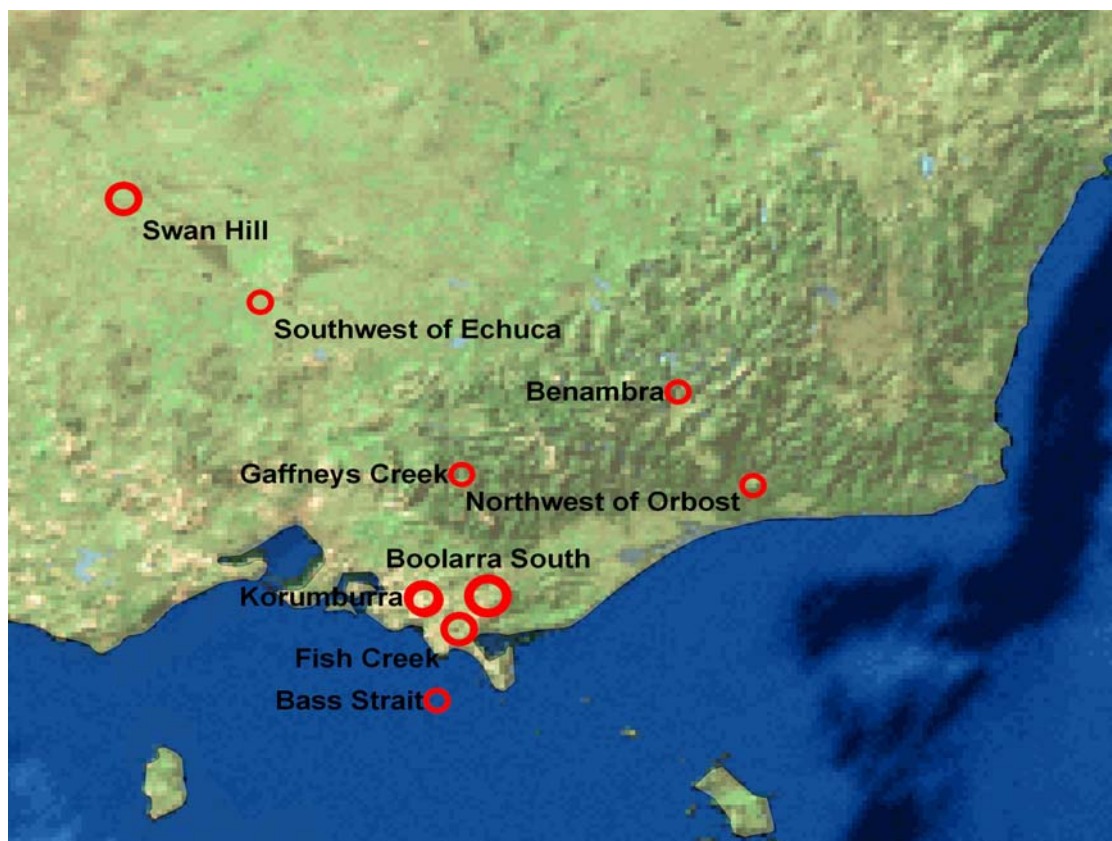 Swan Hill
Southwest of Echuca
Benambra
Gaffneys Creek
Northwest of Orbost
Boolarra South
Korumburra
Fish Creek
Bass Strait